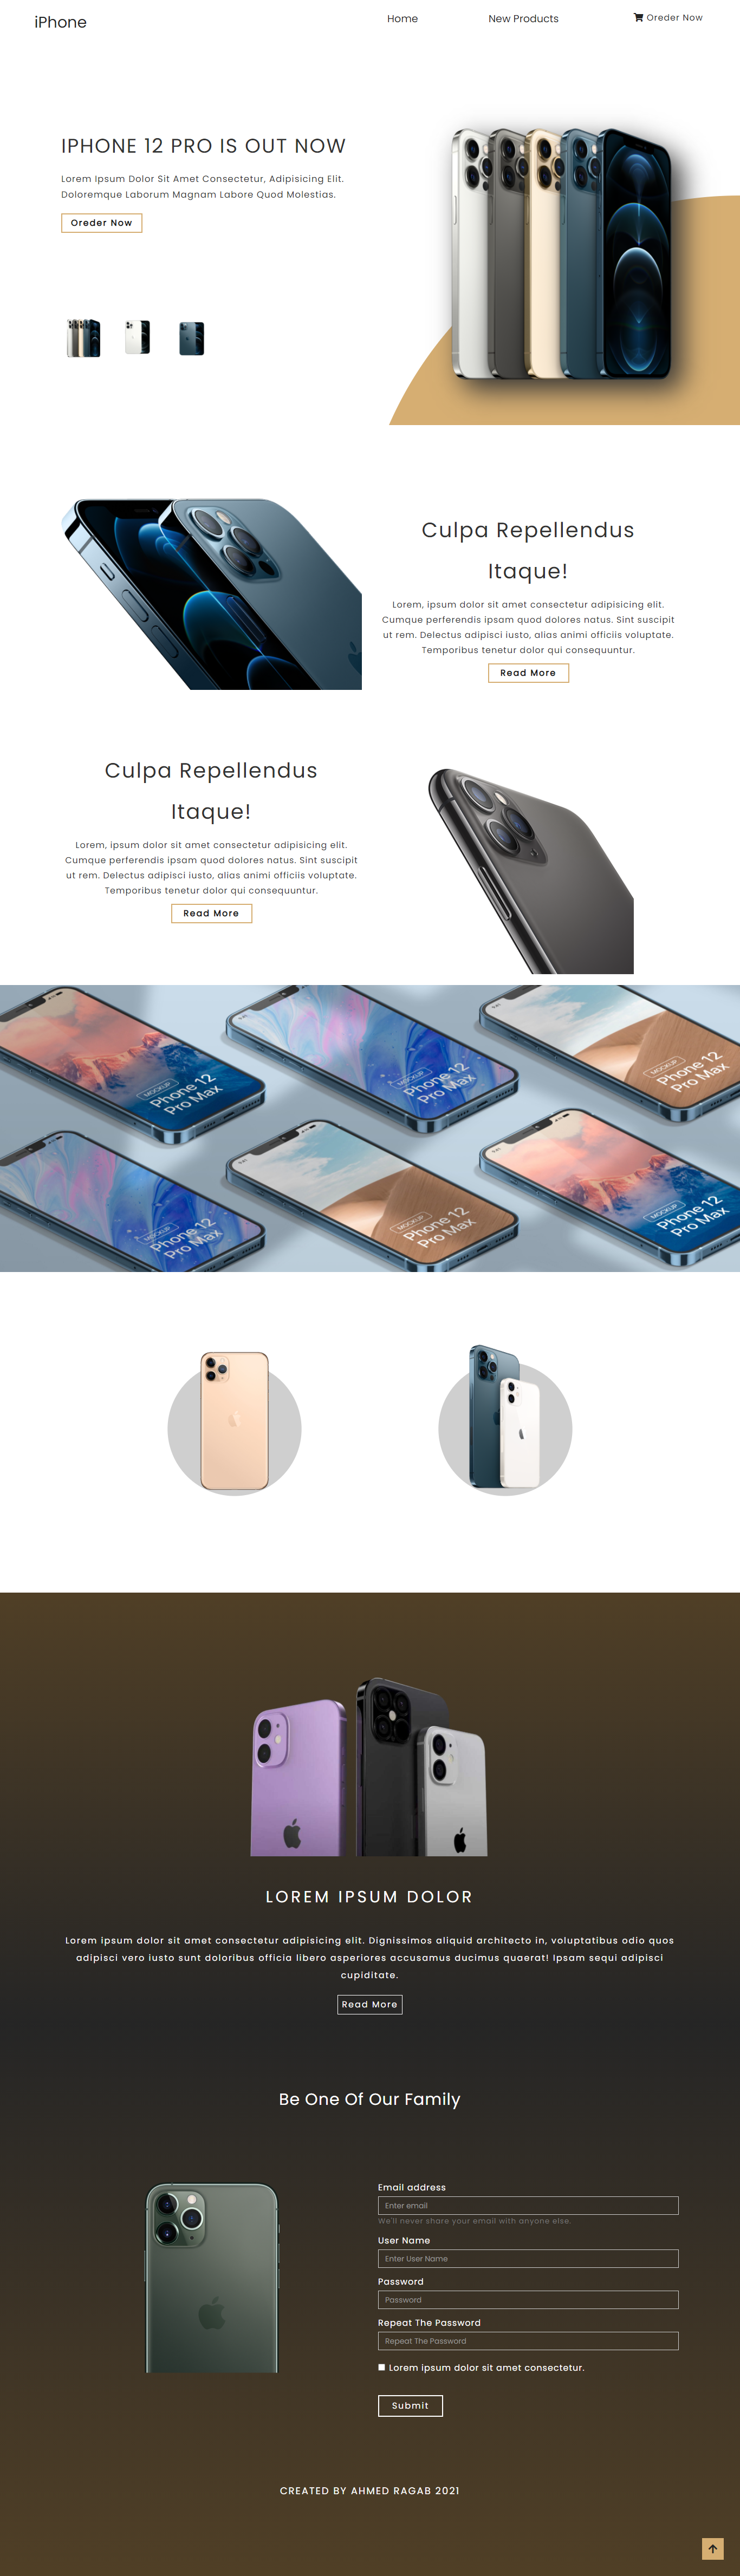 iPhone
Home
New Products
Oreder Now
IPHONE 12 PRO IS OUT NOW
Lorem Ipsum Dolor Sit Amet Consectetur, Adipisicing Elit.
Doloremque Laborum Magnam Labore Quod Molestias.
Oreder Now
Culpa Repellendus
Itaque!
Lorem, ipsum dolor sit amet consectetur adipisicing elit.
Cumque perferendis ipsam quod dolores natus. Sint suscipit
ut rem. Delectus adipisci iusto, alias animi officiis voluptate.
Temporibus tenetur dolor qui consequuntur.
Read More
Culpa Repellendus
Itaque!
Lorem, ipsum dolor sit amet consectetur adipisicing elit.
Cumque perferendis ipsam quod dolores natus. Sint suscipit
ut rem. Delectus adipisci iusto, alias animi officiis voluptate.
Temporibus tenetur dolor qui consequuntur.
Read More
MOCKUP
Phone 12
Pro Max
MOCKUP
Phone 12
Pro Max
MOCKUP
Phone 12
Pro Max
MOCKUP
Phone 12
Pro Max
MOCKUP
Phone 12
Pro Max
MOCKUP
Phone 12
Pro Max
LOREM IPSUM DOLOR
Lorem ipsum dolor sit amet consectetur adipisicing elit. Dignissimos aliquid architecto in, voluptatibus odio quos
adipisci vero iusto sunt doloribus officia libero asperiores accusamus ducimus quaerat! Ipsam sequi adipisci
cupiditate.
Read More
Be One Of Our Family
Email address
Enter email
We'll never share your email with anyone else.
User Name
Enter User Name
Password
Password
Repeat The Password
Repeat The Password
Lorem ipsum dolor sit amet consectetur.
Submit
CREATED BY AHMED RAGAB 2021